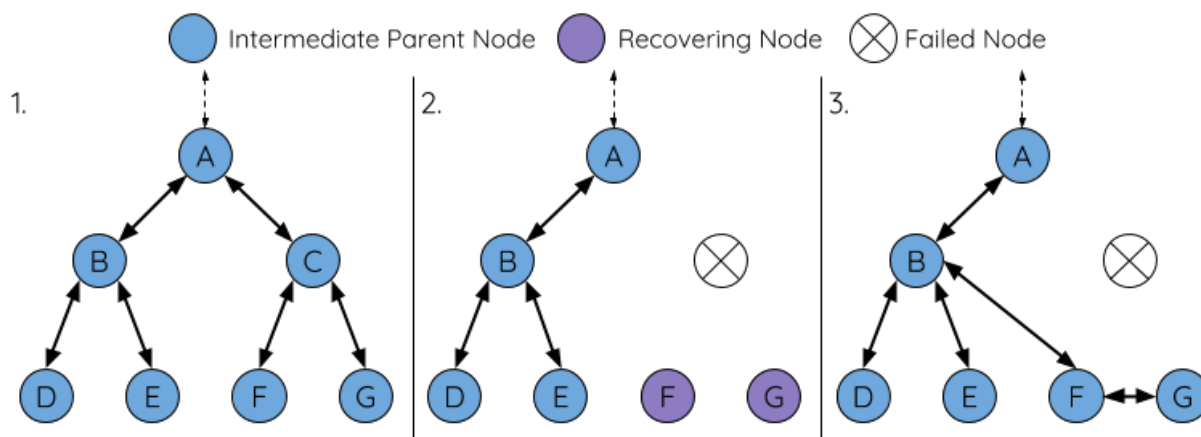 Intermediate Parent Node Recovering Node Failed Node
1.
A
B C
D E F G
2.
A
B
D E F G
3.
A
B
D E F G